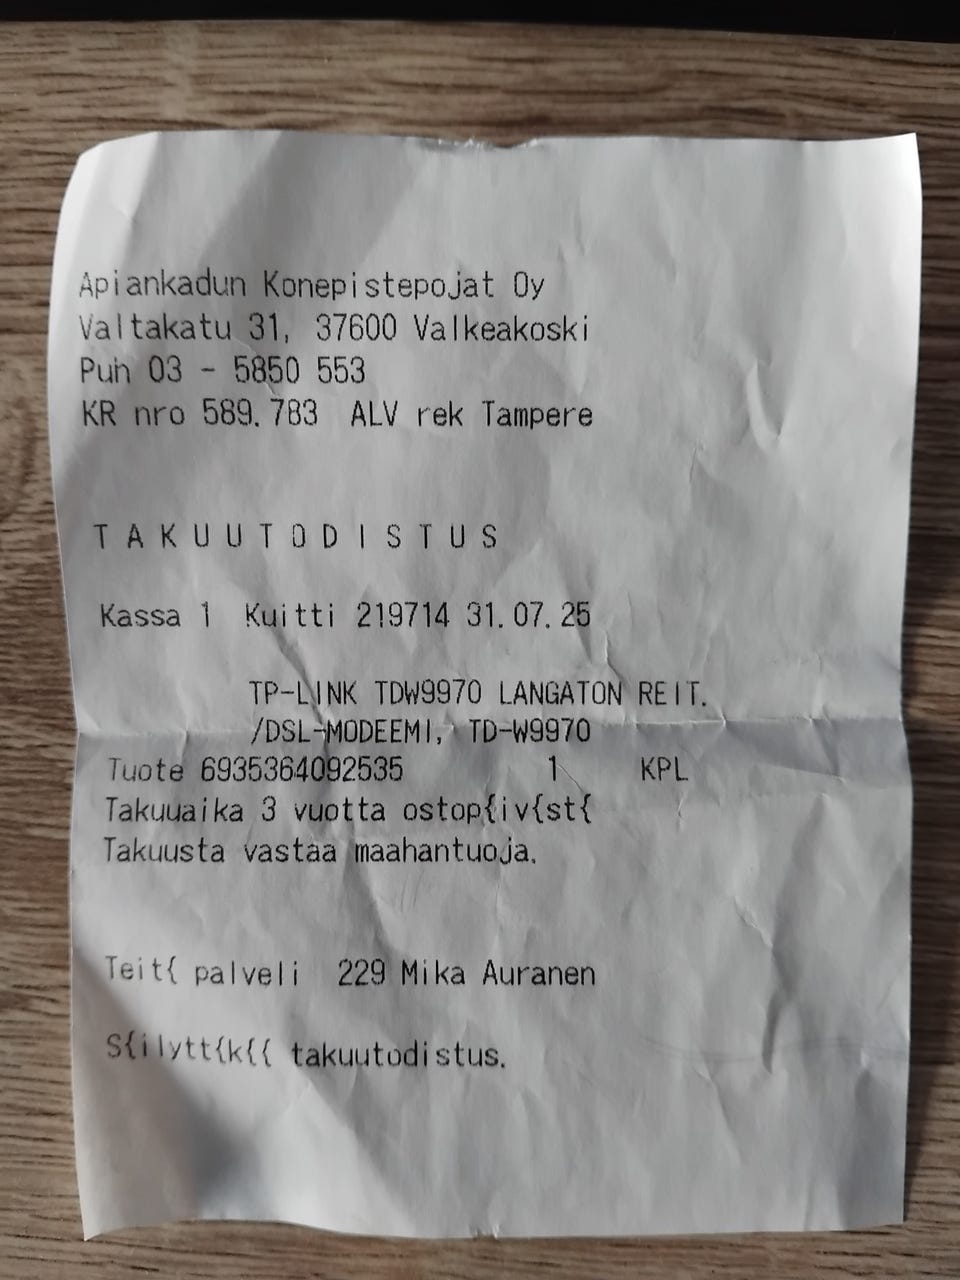 Apiankadun Konepistepojat Oy
Valtakatu 31, 37600 Valkeakoski
Puh 03 - 5850 553
KR nro 589.783 ALV rek Tampere
T A K U U T O D I S T U S
Kassa 1 Kuitti 219714 31.07.25
TP-LINK TDW9970 LANGATON REIT.
/DSL-MODEEMI, TD-W9970
Tuote 6935364092535 1 KPL
Takuuaika 3 vuotta ostop{iv{st{
Takuusta vastaa maahantuoja.
Teit{ palveli 229 Mika Auranen
S{ilytt{k{{ takuutodistus.